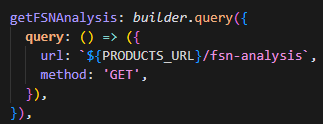 getFSNAnalysis: builder.query({
query: () => ({
url: `${PRODUCTS_URL}/fsn-analysis`,
method: 'GET',
}),
}),